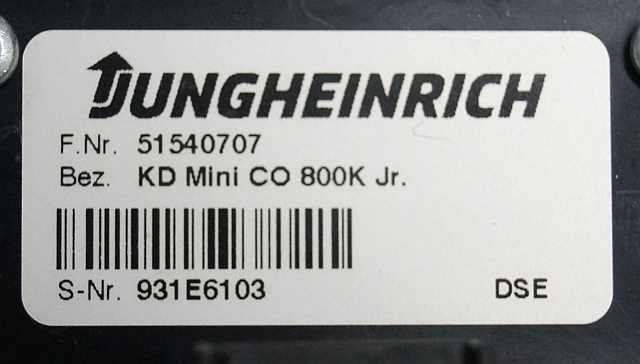 JUNGHEINRICH
F.Nr. 51540707
Bez. KD Mini CO 800K Jr.
S-Nr. 931E6103 DSE